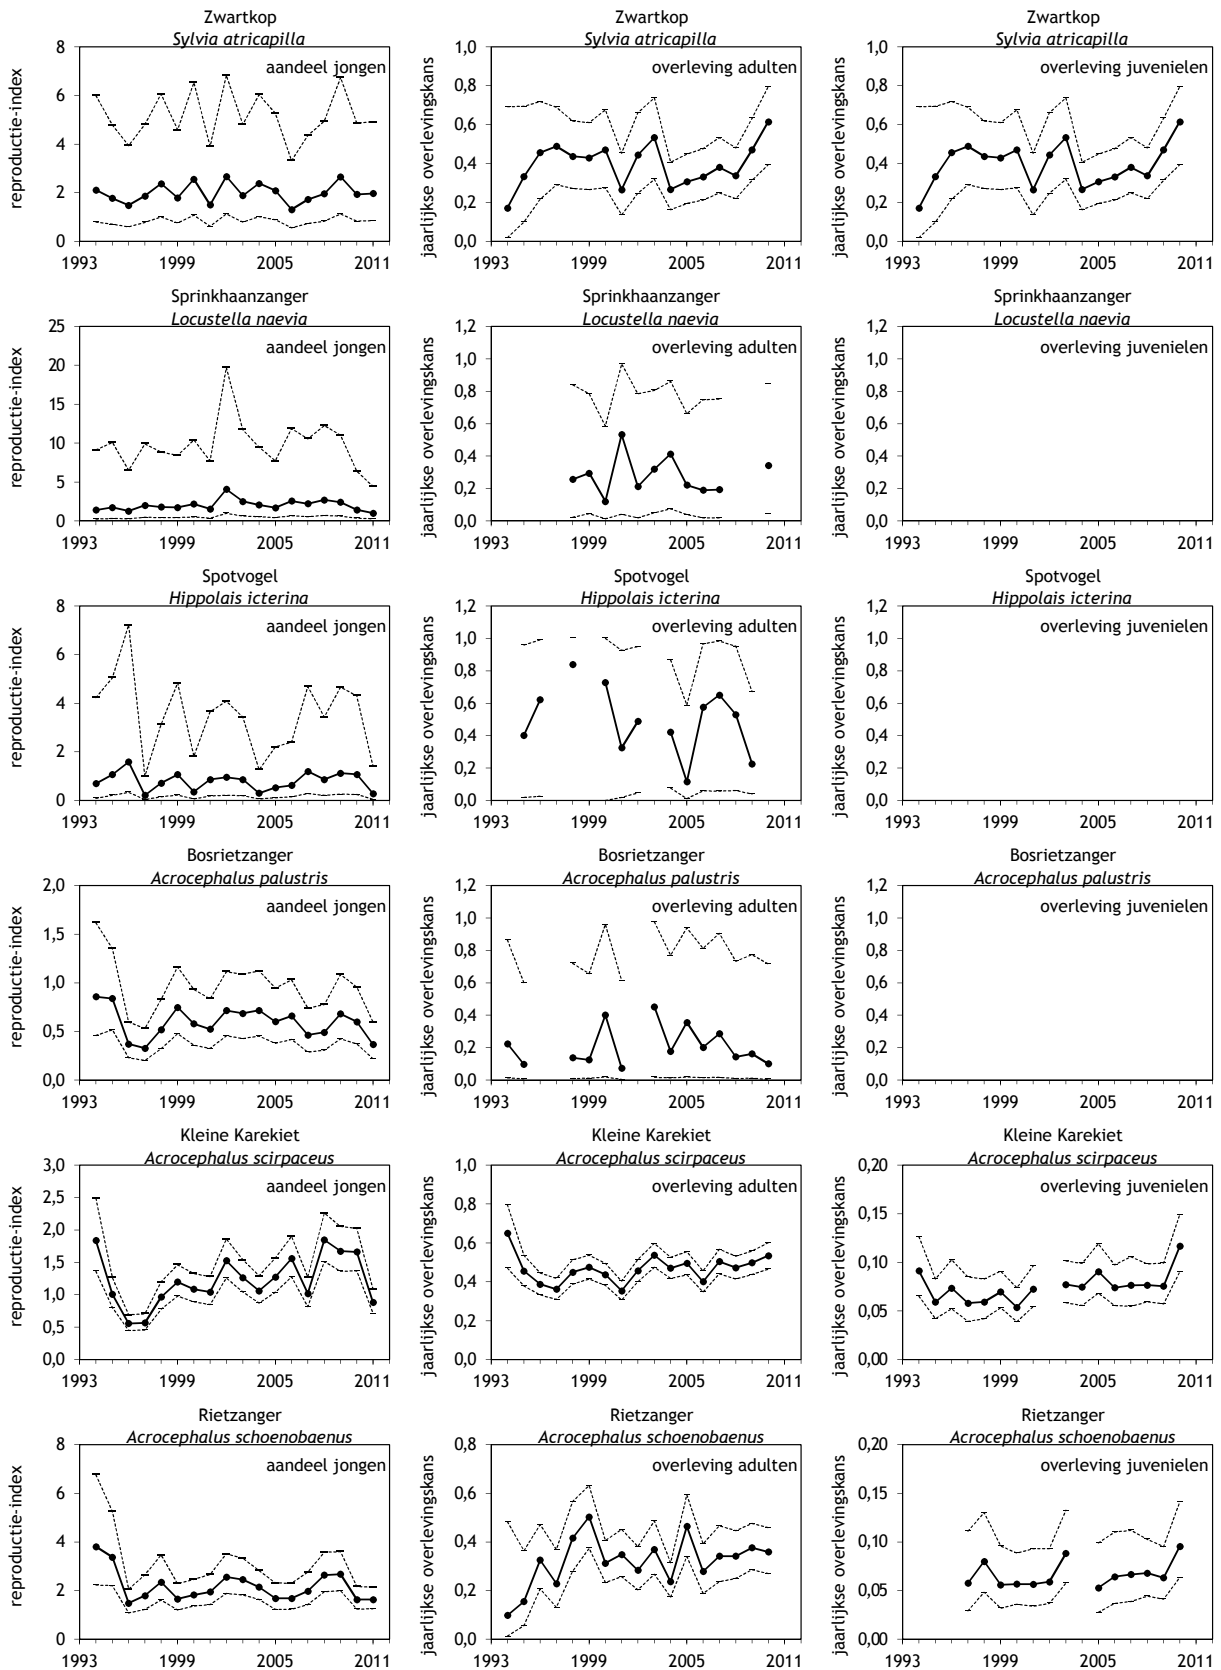 Zwartkop Zwartkop Zwartkop
Sylvia atricapilla Sylvia atricapilla Sylvia atricapilla
aandeel jongen overleving adulten overleving juvenielen
reproductie-index jaarlijkse overlevingskans jaarlijkse overlevingskans
8 1,0 1,0
6 0,8 0,8
4 0,6 0,6
2 0,4 0,4
0 0,2 0,2
0,0 0,0
1993 1999 2005 2011 1993 1999 2005 2011 1993 1999 2005 2011
Sprinkhaanzanger Sprinkhaanzanger Sprinkhaanzanger
Locustella naevia Locustella naevia Locustella naevia
aandeel jongen overleving adulten overleving juvenielen
reproductie-index jaarlijkse overlevingskans jaarlijkse overlevingskans
25 1,2 1,2
20 1,0 1,0
15 0,8 0,8
10 0,6 0,6
5 0,4 0,4
0 0,2 0,2
0,0 0,0
1993 1999 2005 2011 1993 1999 2005 2011 1993 1999 2005 2011
Spotvogel Spotvogel Spotvogel
Hippolais icterina Hippolais icterina Hippolais icterina
aandeel jongen overleving adulten overleving juvenielen
reproductie-index jaarlijkse overlevingskans jaarlijkse overlevingskans
8 1,2 1,2
6 1,0 1,0
4 0,8 0,8
2 0,6 0,6
0 0,4 0,4
0,2 0,2
0,0 0,0
1993 1999 2005 2011 1993 1999 2005 2011 1993 1999 2005 2011
Bosrietzanger Bosrietzanger Bosrietzanger
Acrocephalus palustris Acrocephalus palustris Acrocephalus palustris
aandeel jongen overleving adulten overleving juvenielen
reproductie-index jaarlijkse overlevingskans jaarlijkse overlevingskans
2,0 1,2 1,2
1,5 1,0 1,0
1,0 0,8 0,8
0,5 0,6 0,6
0,0 0,4 0,4
0,2 0,2
0,0 0,0
1993 1999 2005 2011 1993 1999 2005 2011 1993 1999 2005 2011
Kleine Karekiet Kleine Karekiet Kleine Karekiet
Acrocephalus scirpaceus Acrocephalus scirpaceus Acrocephalus scirpaceus
aandeel jongen overleving adulten overleving juvenielen
reproductie-index jaarlijkse overlevingskans jaarlijkse overlevingskans
3,0 1,0 0,20
2,5 0,8 0,15
2,0 0,6 0,10
1,5 0,4 0,05
1,0 0,2 0,00
0,5 0,0
0,0
1993 1999 2005 2011 1993 1999 2005 2011 1993 1999 2005 2011
Rietzanger Rietzanger Rietzanger
Acrocephalus schoenobaenus Acrocephalus schoenobaenus Acrocephalus schoenobaenus
aandeel jongen overleving adulten overleving juvenielen
reproductie-index jaarlijkse overlevingskans jaarlijkse overlevingskans
8 0,8 0,20
6 0,6 0,15
4 0,4 0,10
2 0,2 0,05
0 0,0 0,00
1993 1999 2005 2011 1993 1999 2005 2011 1993 1999 2005 2011